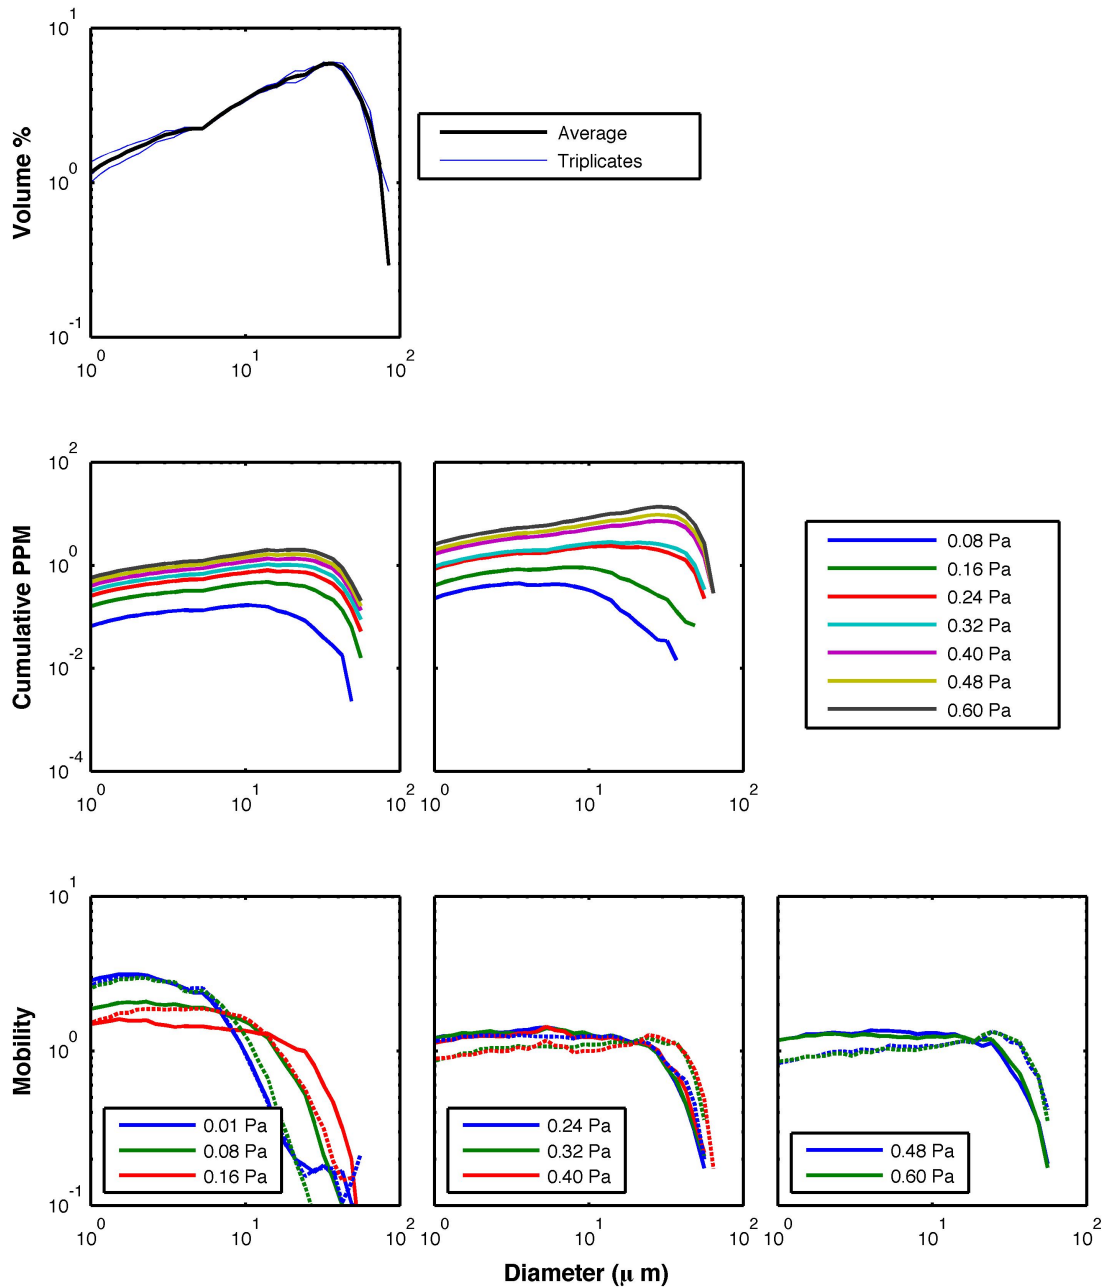 10^1
10^0
10^-1
Volume %
10^0 10^1 10^2
Average
Triplicates
10^2
10^0
10^-2
10^-4
Cumulative PPM
10^0 10^1 10^2
10^0 10^1 10^2
0.08 Pa
0.16 Pa
0.24 Pa
0.32 Pa
0.40 Pa
0.48 Pa
0.60 Pa
10^1
10^0
10^-1
Mobility
0.01 Pa
0.08 Pa
0.16 Pa
0.24 Pa
0.32 Pa
0.40 Pa
0.48 Pa
0.60 Pa
10^0 10^1 10^2
10^0 10^1 10^2
10^0 10^1 10^2
Diameter (μ m)